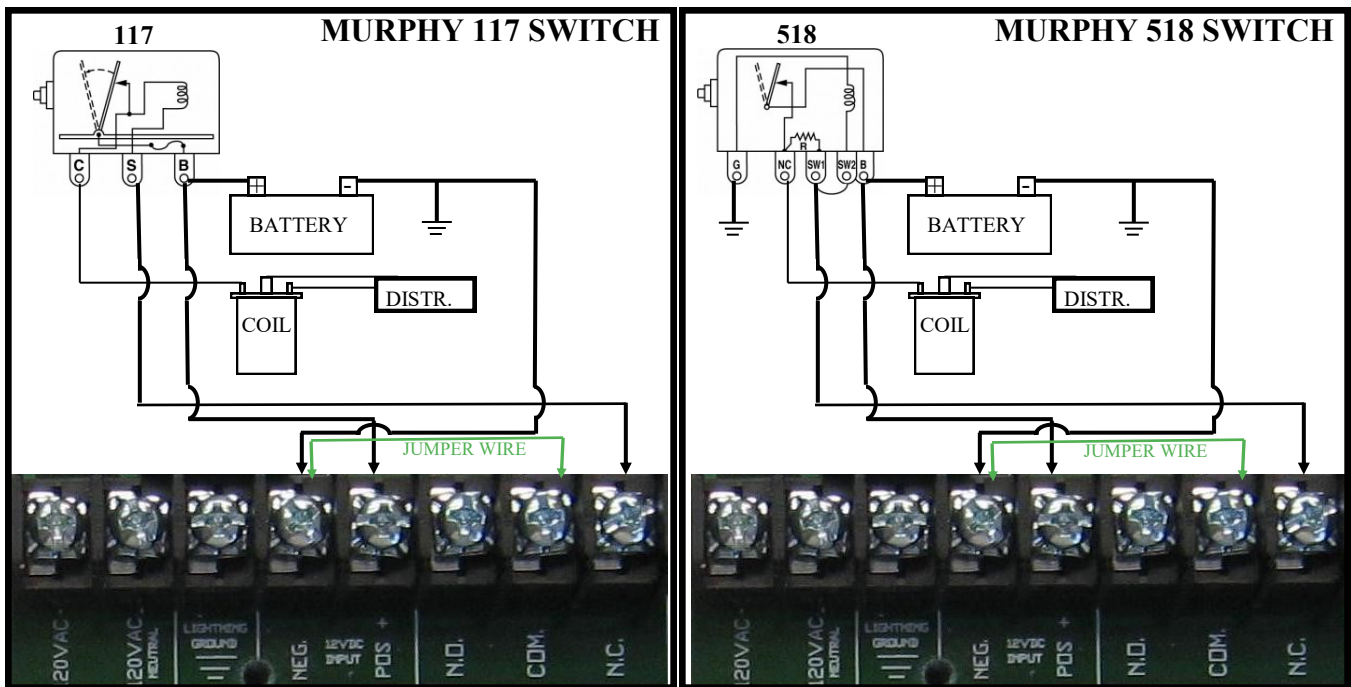 117
MURPHY 117 SWITCH
C
S
B
+
-
BATTERY
COIL
DISTR.
JUMPER WIRE
120VAC
120VAC
NEUTRAL
LIGHTNING
GROUND
NEG.
12VDC
INPUT
POS +
N.O.
COM.
N.C.
518
MURPHY 518 SWITCH
R
G
NC
SW1
SW2
B
+
-
BATTERY
COIL
DISTR.
JUMPER WIRE
120VAC
120VAC
NEUTRAL
LIGHTNING
GROUND
NEG.
12VDC
INPUT
POS +
N.O.
COM.
N.C.